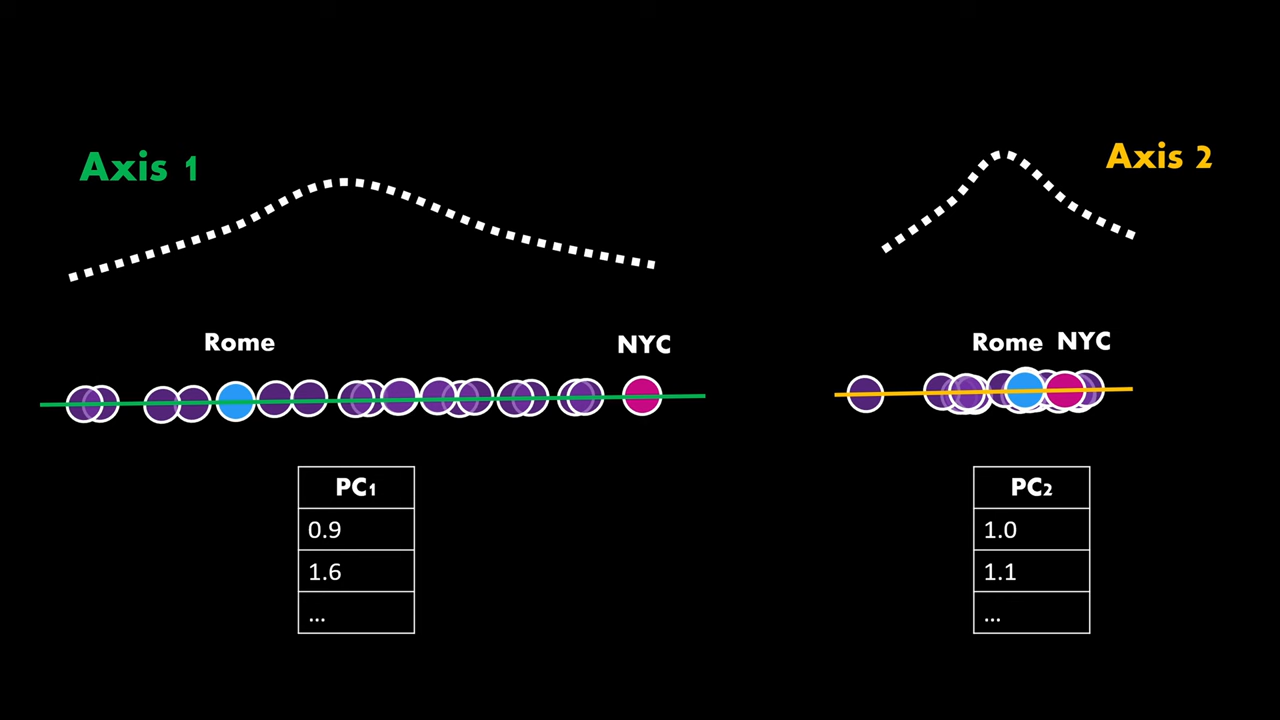 Axis 1
Axis 2
Rome
NYC
Rome
NYC
PC1
0.9
1.6
...
PC2
1.0
1.1
...